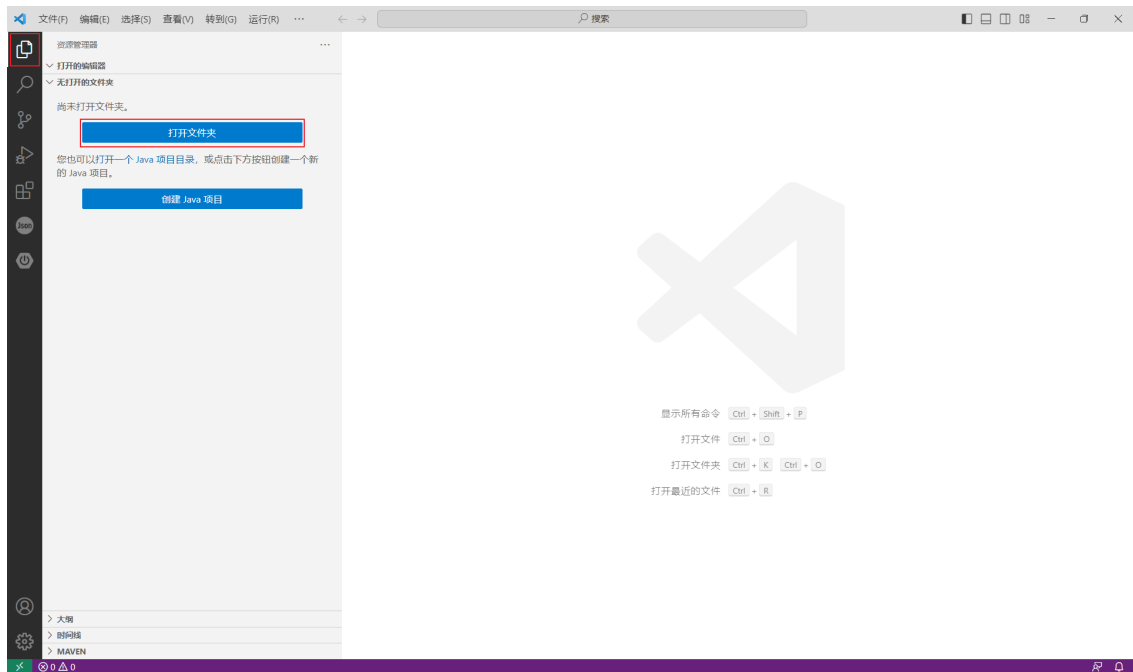 文件(F) 编辑(E) 选择(S) 查看(V) 转到(G) 运行(R) ··· ← → 搜索
资源管理器 ···
打开的编辑器
无打开的文件夹
尚未打开文件夹。
打开文件夹
您也可以打开一个 Java 项目目录，或点击下方按钮创建一个新
的 Java 项目。
创建 Java 项目
Json
显示所有命令 Ctrl + Shift + P
打开文件 Ctrl + O
打开文件夹 Ctrl + K Ctrl + O
打开最近的文件 Ctrl + R
大纲
时间线
MAVEN
0 0